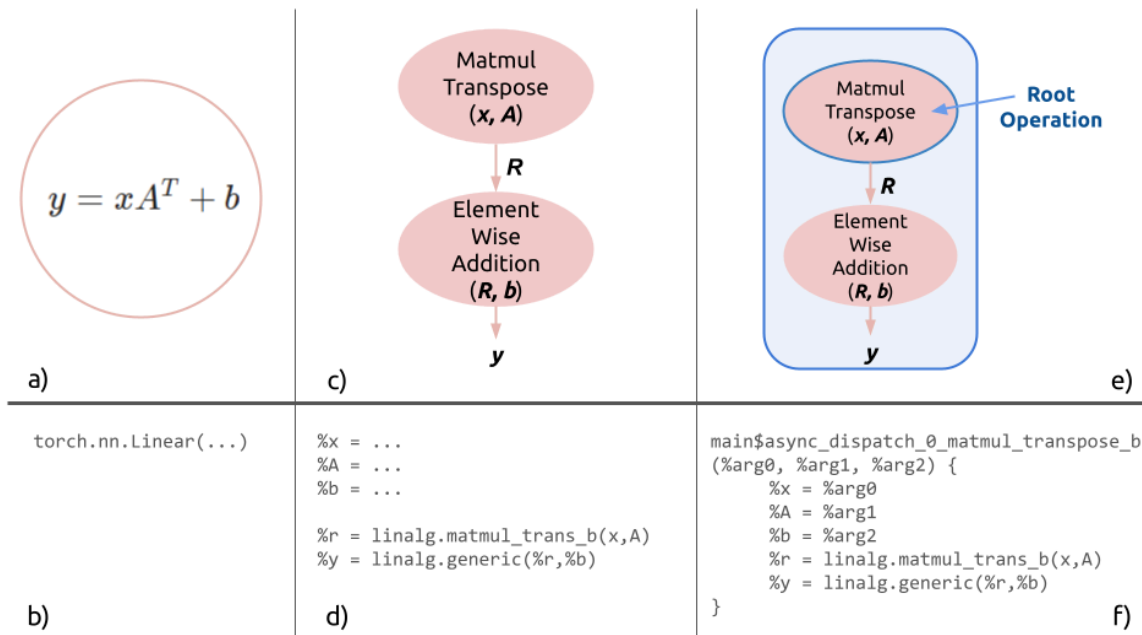 y = xA^T + b
a)
Matmul
Transpose
(x, A)
R
Element
Wise
Addition
(R, b)
y
c)
Matmul
Transpose
(x, A)
Root
Operation
R
Element
Wise
Addition
(R, b)
y
e)
torch.nn.Linear(...)
b)
%x = ...
%A = ...
%b = ...
%r = linalg.matmul_trans_b(x,A)
%y = linalg.generic(%r,%b)
d)
main$async_dispatch_0_matmul_transpose_b
(%arg0, %arg1, %arg2) {
%x = %arg0
%A = %arg1
%b = %arg2
%r = linalg.matmul_trans_b(x,A)
%y = linalg.generic(%r,%b)
}
f)